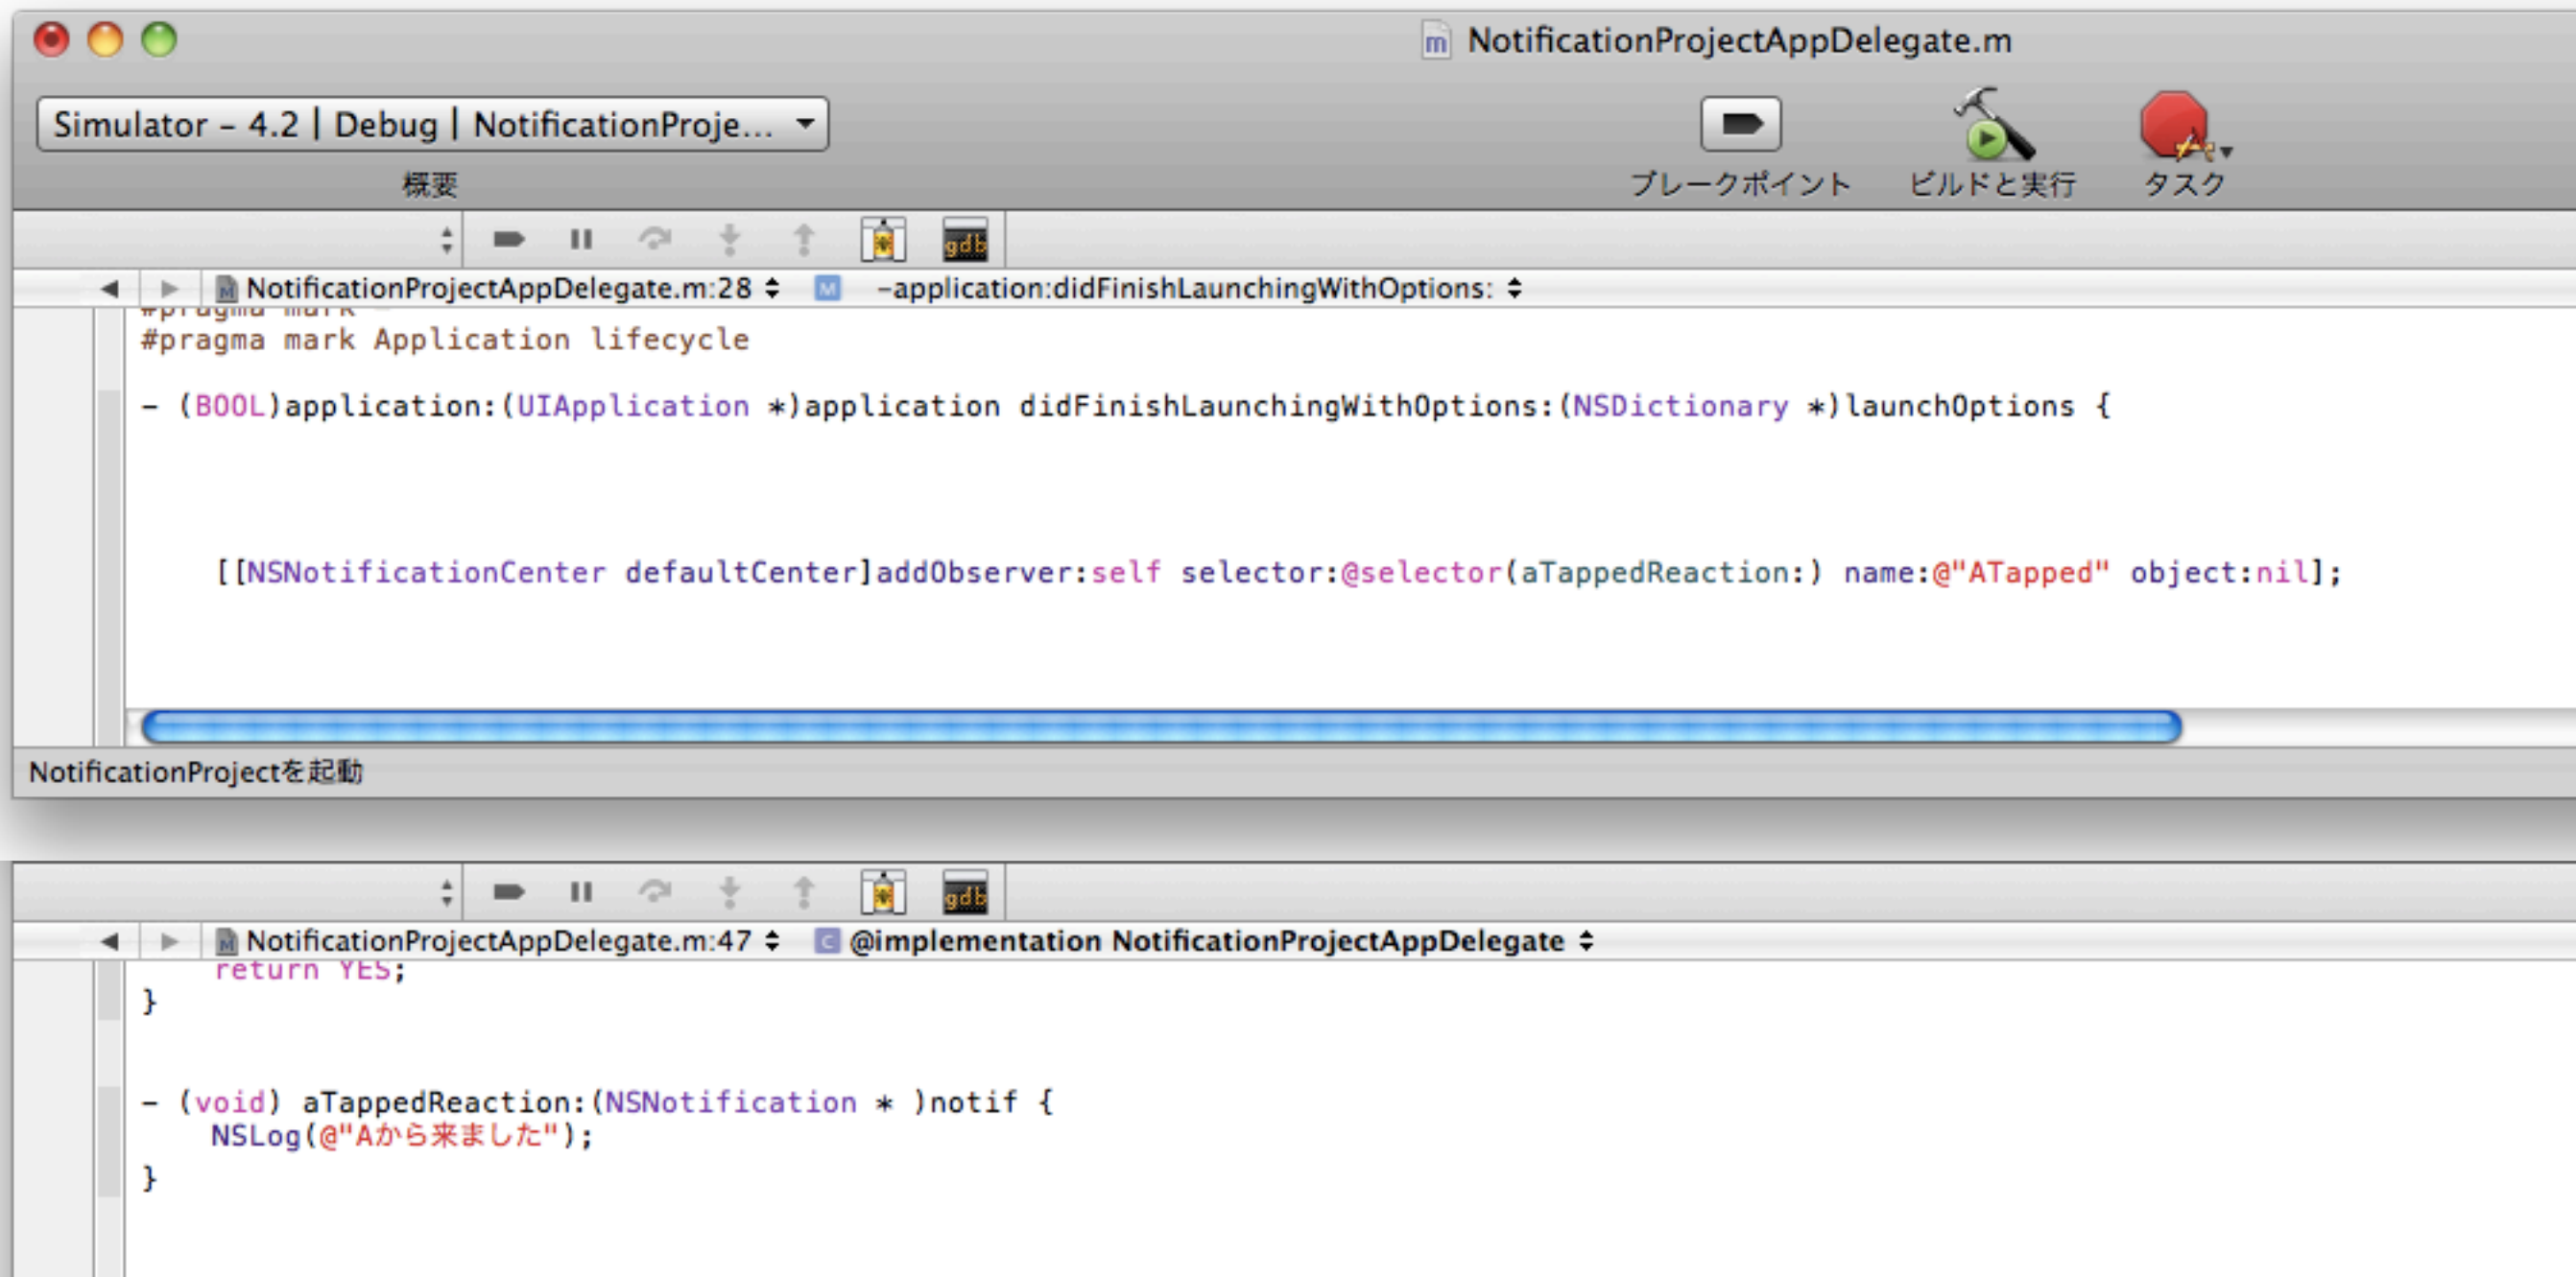 NotificationProjectAppDelegate.m
Simulator – 4.2 | Debug | NotificationProje...
概要
ブレークポイント
ビルドと実行
タスク
gdb
NotificationProjectAppDelegate.m:28
M
-application:didFinishLaunchingWithOptions:
#pragma mark
#pragma mark Application lifecycle
- (BOOL)application:(UIApplication *)application didFinishLaunchingWithOptions:(NSDictionary *)launchOptions {
[[NSNotificationCenter defaultCenter]addObserver:self selector:@selector(aTappedReaction:) name:@"ATapped" object:nil];
NotificationProjectを起動
gdb
NotificationProjectAppDelegate.m:47
C @implementation NotificationProjectAppDelegate
return YES;
}
- (void) aTappedReaction:(NSNotification * )notif {
NSLog(@"Aから来ました");
}